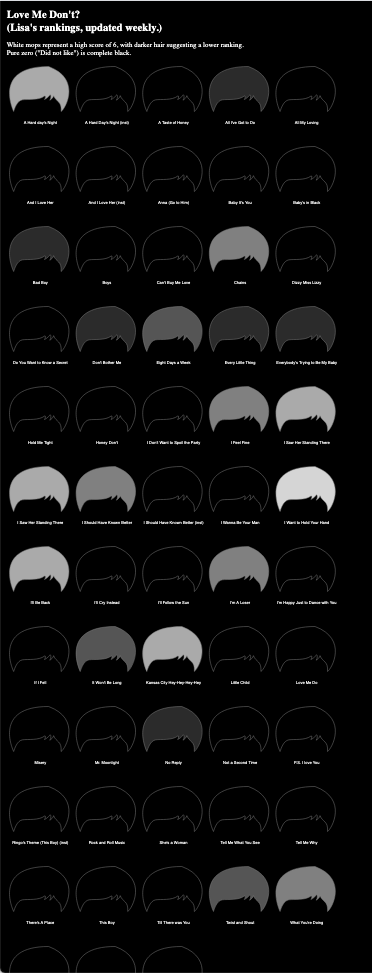 Love Me Don't?
(Lisa's rankings, updated weekly.)
White mops represent a high score of 6, with darker hair suggesting a lower ranking.
Pure zero ("Did not like") is complete black.
A Hard day's Night
A Hard Day's Night (inst)
A Taste of Honey
All I've Got to Do
All My Loving
And I Love Her
And I Love Her (inst)
Anna (Go to Him)
Baby It's You
Baby's in Black
Bad Boy
Boys
Can't Buy Me Love
Chains
Dizzy Miss Lizzy
Do You Want to Know a Secret
Don't Bother Me
Eight Days a Week
Every Little Thing
Everybody's Trying to Be My Baby
Hold Me Tight
Honey Don't
I Don't Want to Spoil the Party
I Feel Fine
I Saw Her Standing There
I Saw Her Standing There
I Should Have Known Better
I Should Have Known Better (inst)
I Wanna Be Your Man
I Want to Hold Your Hand
I'll Be Back
I'll Cry Instead
I'll Follow the Sun
I'm A Loser
I'm Happy Just to Dance with You
If I Fell
It Won't Be Long
Kansas City Hey-Hey-Hey-Hey
Little Child
Love Me Do
Misery
Mr. Moonlight
No Reply
Not a Second Time
P.S. I love You
Ringo's Theme (This Boy) (inst)
Rock and Roll Music
She's a Woman
Tell Me What You See
Tell Me Why
There's A Place
This Boy
Till There was You
Twist and Shout
What You're Doing